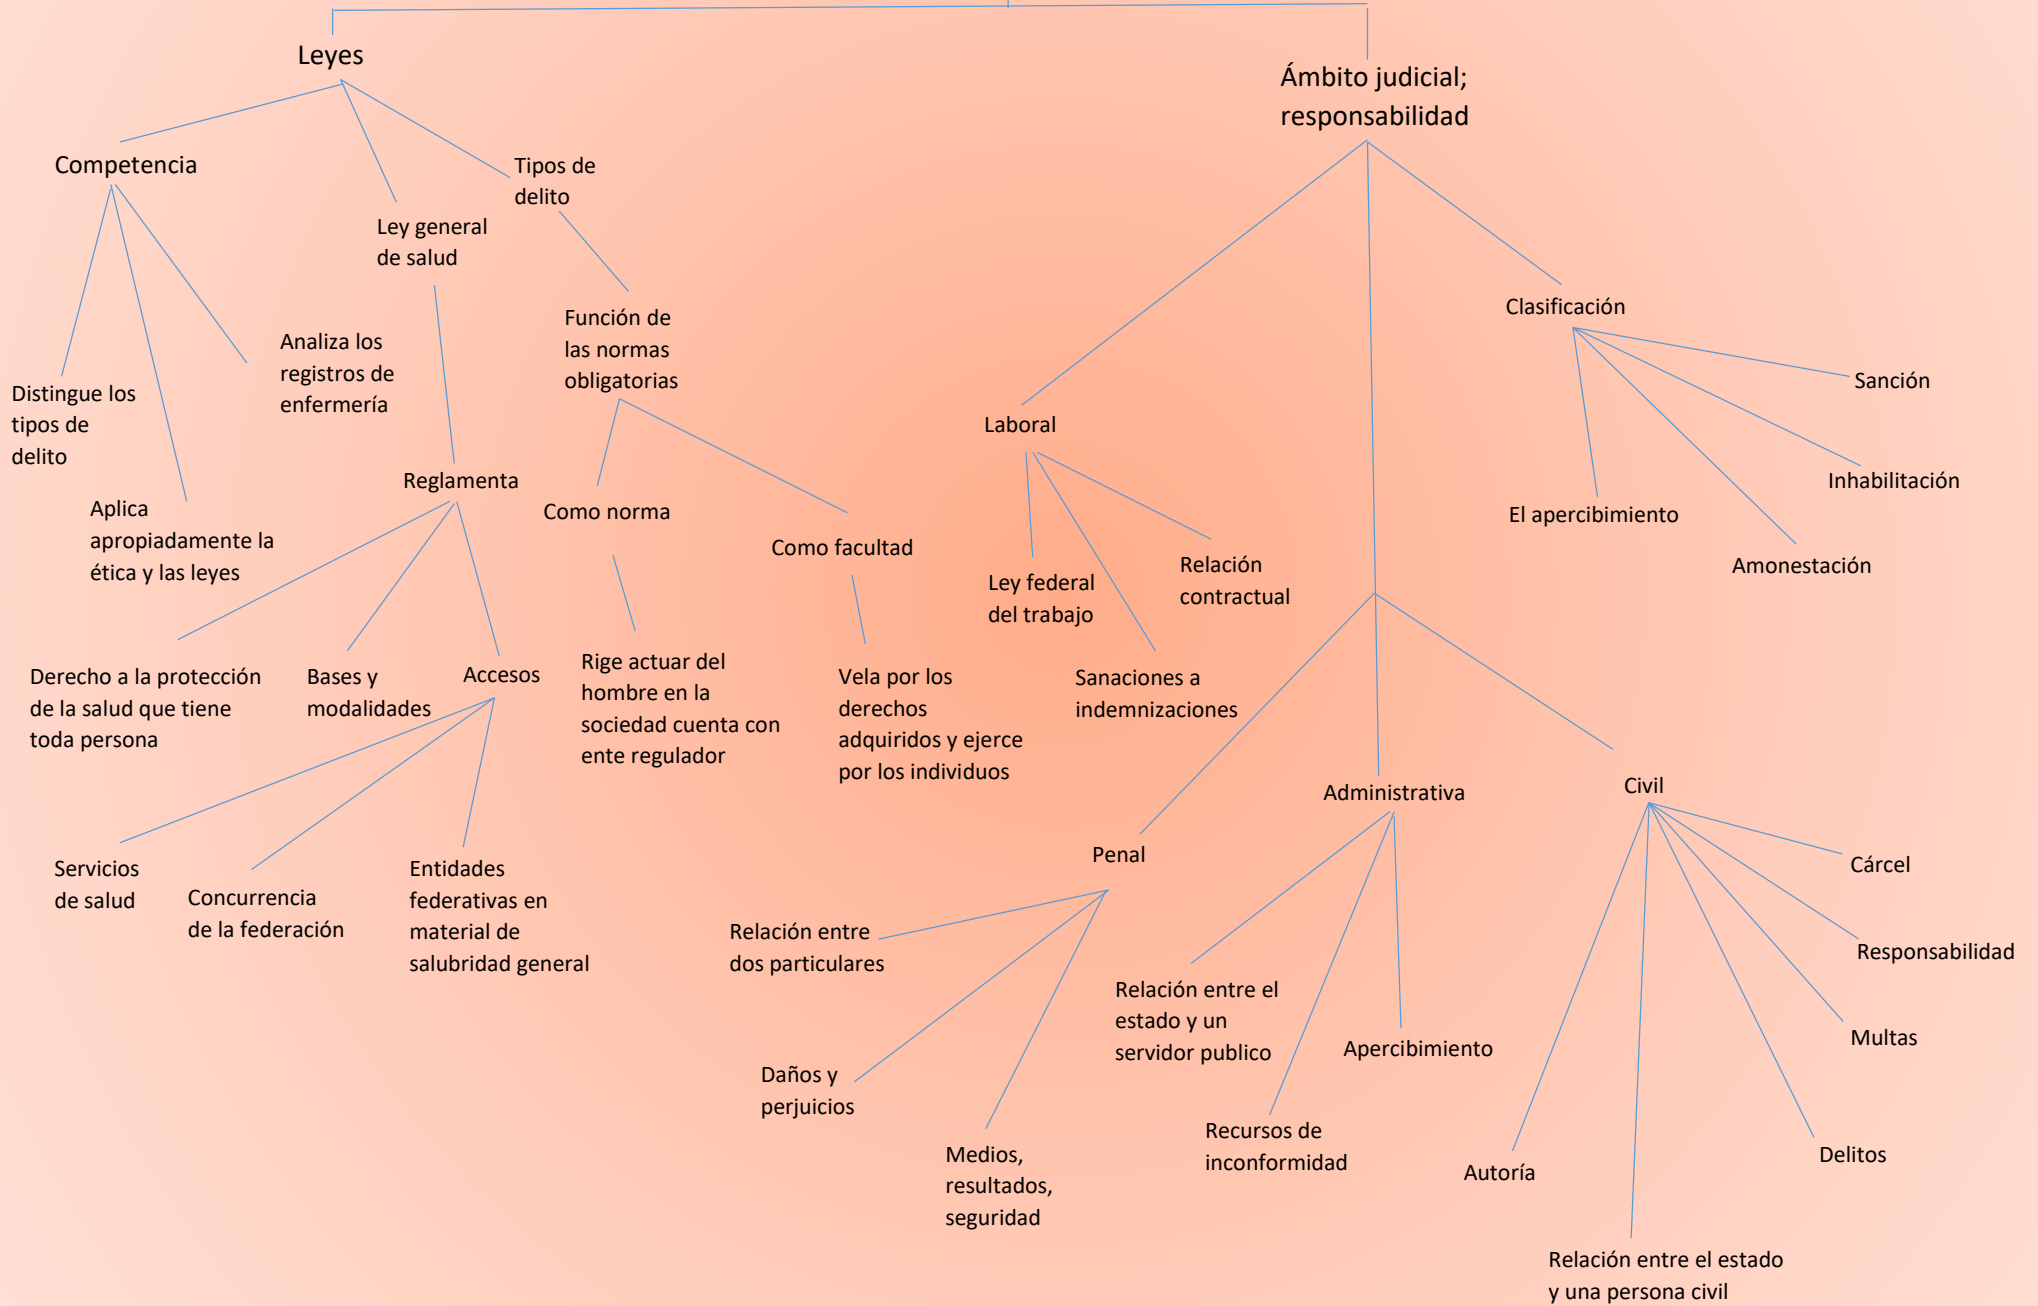 Leyes
Ámbito judicial;
responsabilidad
Competencia
Tipos de
delito
Ley general
de salud
Clasificación
Función de
las normas
obligatorias
Analiza los
registros de
enfermería
Distingue los
tipos de
delito
Sanción
Laboral
Reglamenta
Inhabilitación
Aplica
apropiadamente la
ética y las leyes
Como norma
El apercibimiento
Como facultad
Amonestación
Ley federal
del trabajo
Relación
contractual
Derecho a la protección
de la salud que tiene
toda persona
Bases y
modalidades
Accesos
Rige actuar del
hombre en la
sociedad cuenta con
ente regulador
Vela por los
derechos
adquiridos y ejerce
por los individuos
Sanaciones a
indemnizaciones
Administrativa
Civil
Penal
Servicios
de salud
Concurrencia
de la federación
Entidades
federativas en
material de
salubridad general
Cárcel
Relación entre
dos particulares
Responsabilidad
Relación entre el
estado y un
servidor publico
Apercibimiento
Multas
Daños y
perjuicios
Recursos de
inconformidad
Medios,
resultados,
seguridad
Autoría
Delitos
Relación entre el estado
y una persona civil